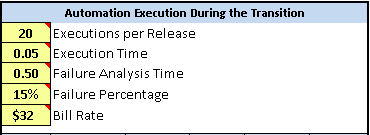 Automation Execution During the Transition
20 Executions per Release
0.05 Execution Time
0.50 Failure Analysis Time
15% Failure Percentage
$32 Bill Rate